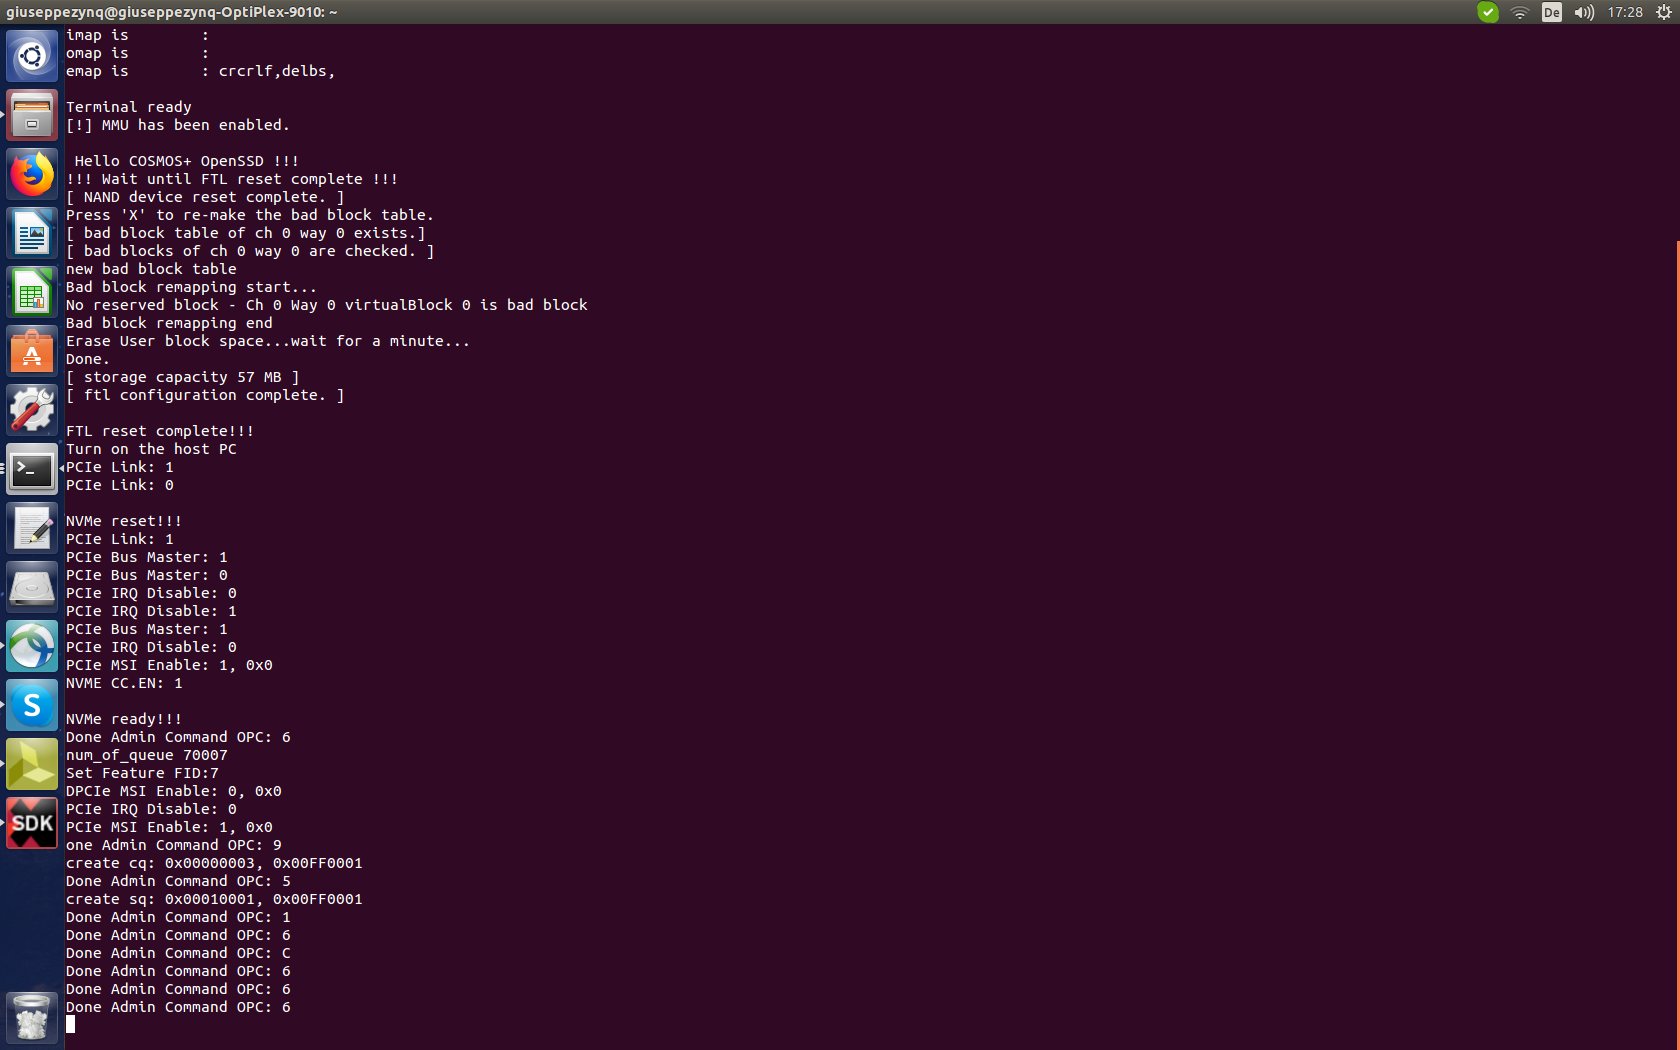 giuseppezynq@giuseppezynq-OptiPlex-9010: ~
De
17:28
imap is        :
omap is        :
emap is        : crcrlf,delbs,
Terminal ready
[!] MMU has been enabled.
Hello COSMOS+ OpenSSD !!!
!!! Wait until FTL reset complete !!!
[ NAND device reset complete. ]
Press 'X' to re-make the bad block table.
[ bad block table of ch 0 way 0 exists.]
[ bad blocks of ch 0 way 0 are checked. ]
new bad block table
Bad block remapping start...
No reserved block - Ch 0 Way 0 virtualBlock 0 is bad block
Bad block remapping end
Erase User block space...wait for a minute...
Done.
[ storage capacity 57 MB ]
[ ftl configuration complete. ]
FTL reset complete!!!
Turn on the host PC
PCIe Link: 1
PCIe Link: 0
NVMe reset!!!
PCIe Link: 1
PCIe Bus Master: 1
PCIe Bus Master: 0
PCIe IRQ Disable: 0
PCIe IRQ Disable: 1
PCIe Bus Master: 1
PCIe IRQ Disable: 0
PCIe MSI Enable: 1, 0x0
NVME CC.EN: 1
NVMe ready!!!
Done Admin Command OPC: 6
num_of_queue 70007
Set Feature FID:7
DPCIe MSI Enable: 0, 0x0
PCIe IRQ Disable: 0
PCIe MSI Enable: 1, 0x0
one Admin Command OPC: 9
create cq: 0x00000003, 0x00FF0001
Done Admin Command OPC: 5
create sq: 0x00010001, 0x00FF0001
Done Admin Command OPC: 1
Done Admin Command OPC: 6
Done Admin Command OPC: C
Done Admin Command OPC: 6
Done Admin Command OPC: 6
Done Admin Command OPC: 6
SDK